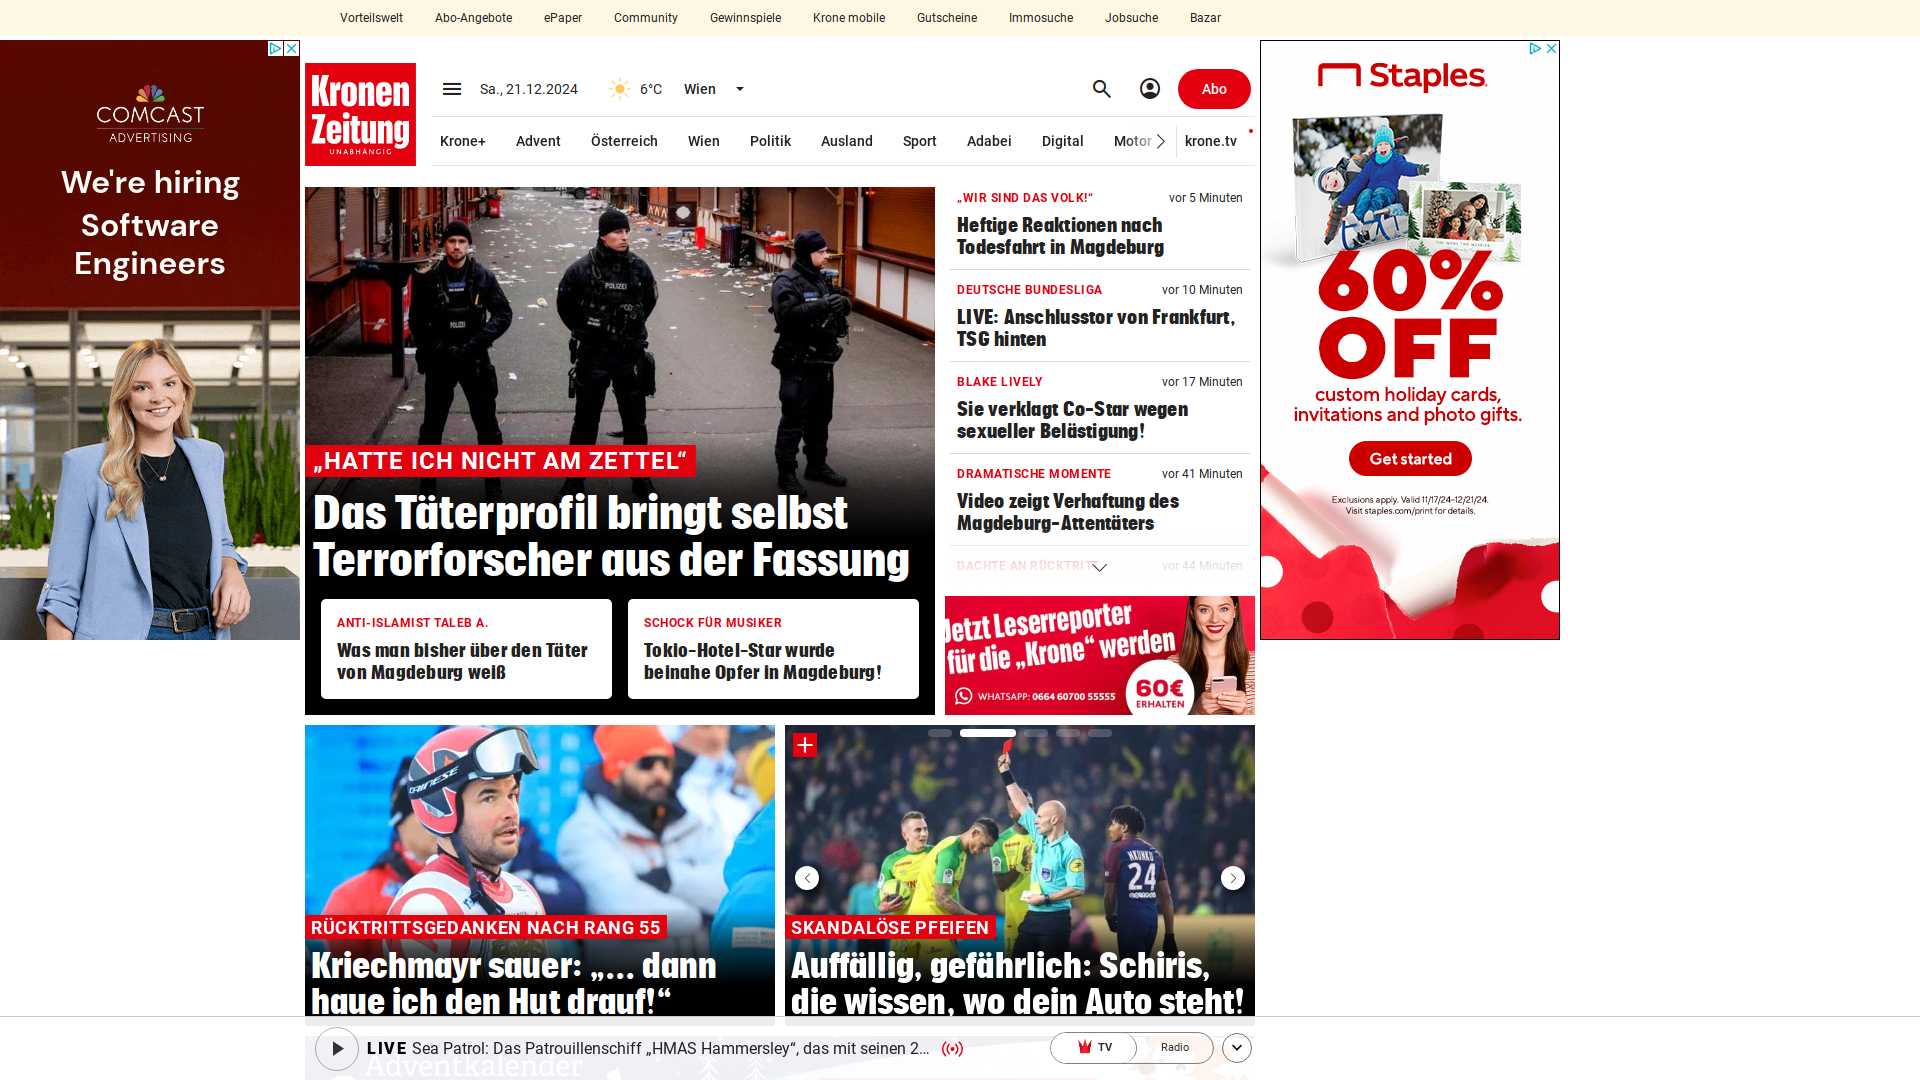 Vorteilswelt
Abo-Angebote
ePaper
Community
Gewinnspiele
Krone mobile
Gutscheine
Immosuche
Jobsuche
Bazar
COMCAST
ADVERTISING
We're hiring
Software
Engineers
Kronen
Zeitung
UNABHÄNGIG
Sa., 21.12.2024
6°C
Wien
Abo
Krone+
Advent
Österreich
Wien
Politik
Ausland
Sport
Adabei
Digital
Motor
krone.tv
POLIZEI
POLIZEI
„HATTE ICH NICHT AM ZETTEL“
Das Täterprofil bringt selbst
Terrorforscher aus der Fassung
ANTI-ISLAMIST TALEB A.
Was man bisher über den Täter
von Magdeburg weiß
SCHOCK FÜR MUSIKER
Tokio-Hotel-Star wurde
beinahe Opfer in Magdeburg!
„WIR SIND DAS VOLK!“
vor 5 Minuten
Heftige Reaktionen nach
Todesfahrt in Magdeburg
DEUTSCHE BUNDESLIGA
vor 10 Minuten
LIVE: Anschlusstor von Frankfurt,
TSG hinten
BLAKE LIVELY
vor 17 Minuten
Sie verklagt Co-Star wegen
sexueller Belästigung!
DRAMATISCHE MOMENTE
vor 41 Minuten
Video zeigt Verhaftung des
Magdeburg-Attentäters
DACHTE AN RÜCKTRITT
vor 44 Minuten
Jetzt Leserreporter
für die „Krone“ werden
WHATSAPP: 0664 60700 55555
60€
ERHALTEN
Staples
60%
OFF
custom holiday cards,
invitations and photo gifts.
Get started
Exclusions apply. Valid 11/17/24-12/21/24.
Visit staples.com/print for details.
DAINESE
RÜCKTRITTSGEDANKEN NACH RANG 55
Kriechmayr sauer: „... dann
haue ich den Hut drauf!“
NKUNKU
24
SKANDALÖSE PFEIFEN
Auffällig, gefährlich: Schiris,
die wissen, wo dein Auto steht!
LIVE Sea Patrol: Das Patrouillenschiff „HMAS Hammersley“, das mit seinen 2...
TV
Radio
Adventkalender